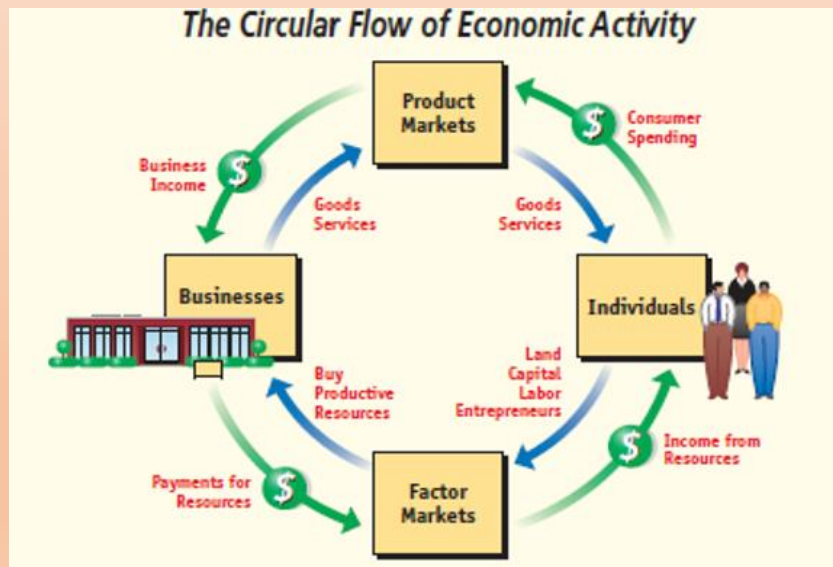 The Circular Flow of Economic Activity
Product
Markets
Consumer
Spending
$
Business
Income
$
Goods
Services
Goods
Services
Businesses
Individuals
Buy
Productive
Resources
Land
Capital
Labor
Entrepreneurs
Payments for
Resources
$
Factor
Markets
$
Income from
Resources